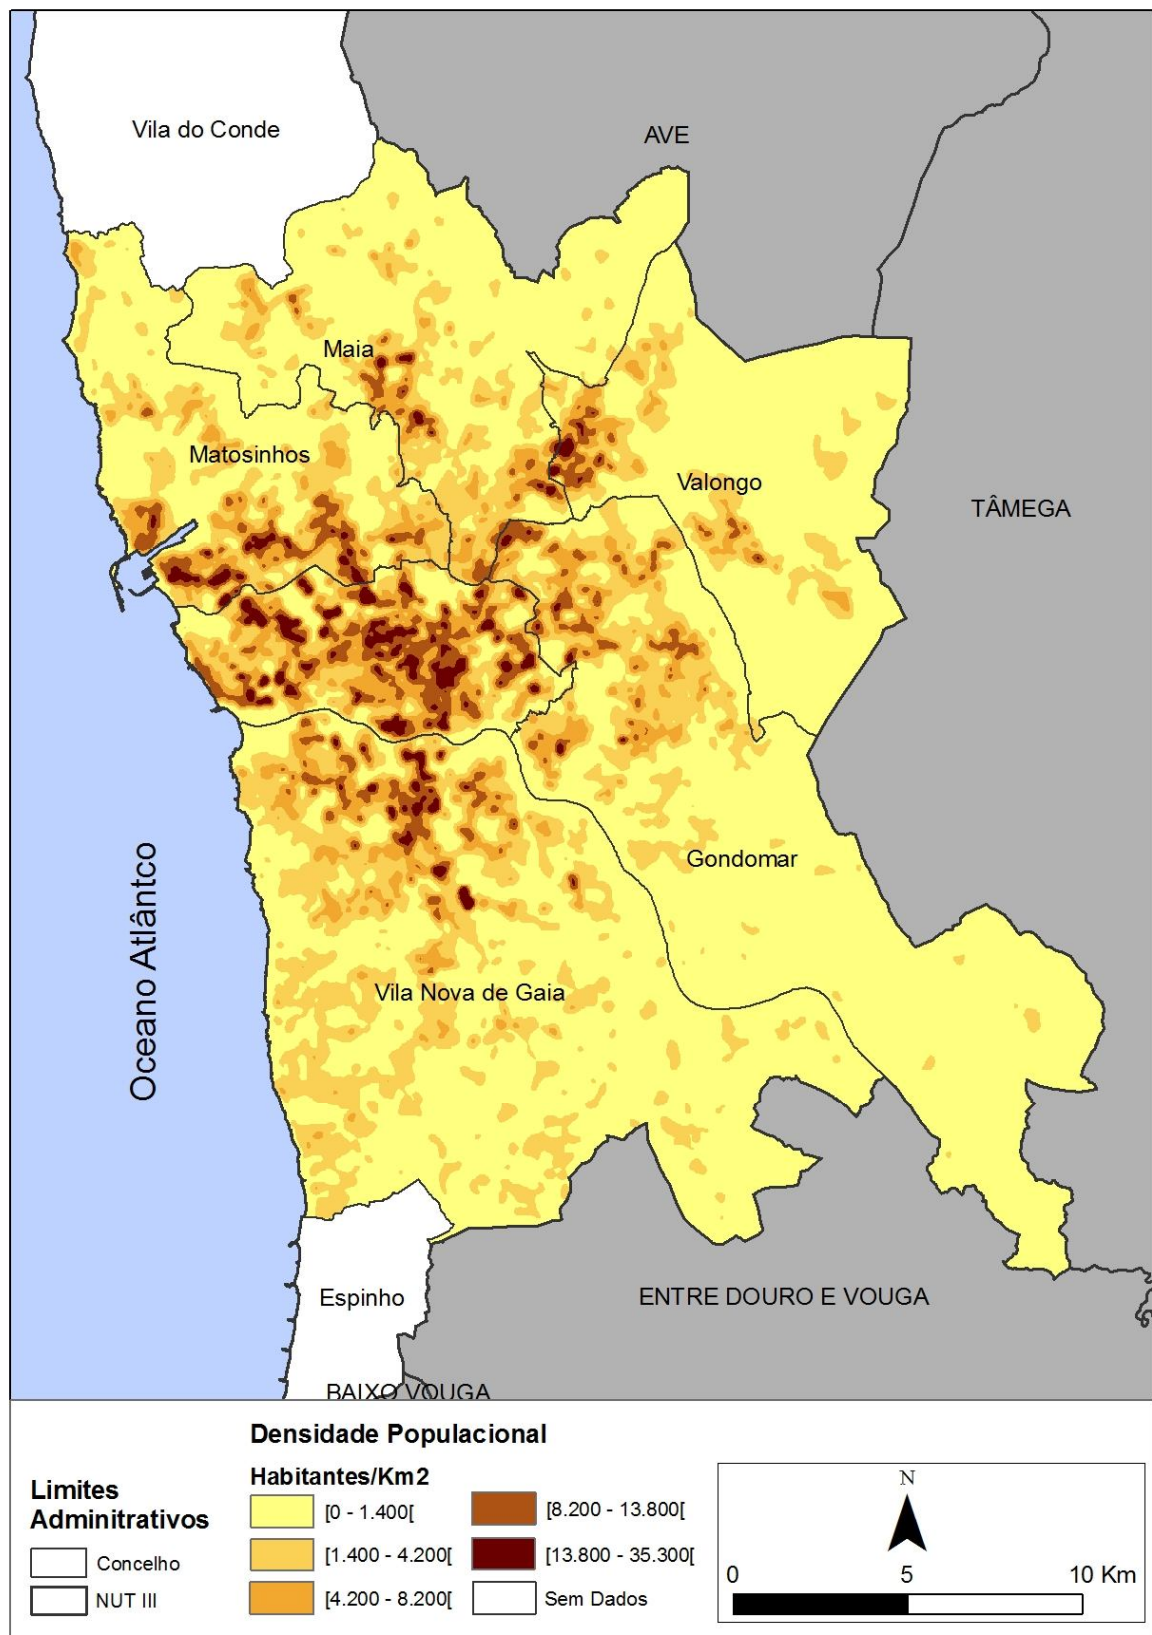 Vila do Conde
AVE
Maia
Matosinhos
Valongo
TÂMEGA
Gondomar
Oceano Atlântco
Vila Nova de Gaia
Espinho
ENTRE DOURO E VOUGA
BAIXO VOUGA
Densidade Populacional
Habitantes/Km2
Limites
Adminitrativos
Concelho
NUT III
[0 - 1.400[
[1.400 - 4.200[
[4.200 - 8.200[
[8.200 - 13.800[
[13.800 - 35.300[
Sem Dados
N
0 5 10 Km